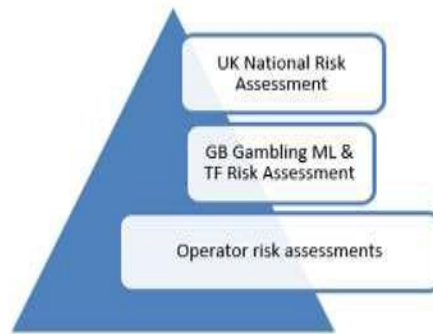 UK National Risk
Assessment
GB Gambling ML &
TF Risk Assessment
Operator risk assessments